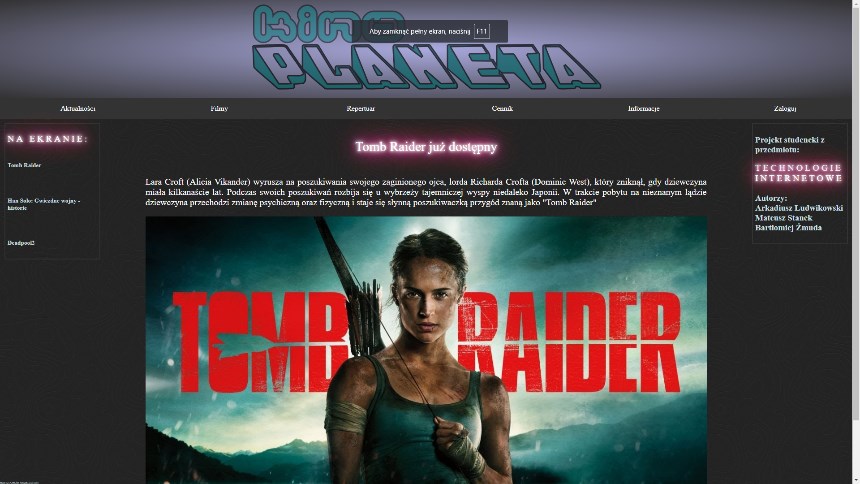 PLANETA
Aby zamknąć pełny ekran, naciśnij F11
Aktualności Filmy Repertuar Cennik Informacje Zaloguj
NA EKRANIE:
Tomb Raider
Han Solo: Gwiezdne wojny -
historie
Deadpool2
Tomb Raider już dostępny
Lara Croft (Alicia Vikander) wyrusza na poszukiwania swojego zaginionego ojca, lorda Richarda Crofta (Dominic West), który zniknął, gdy dziewczyna
miała kilkanaście lat. Podczas swoich poszukiwań rozbija się u wybrzeży tajemniczej wyspy niedaleko Japonii. W trakcie pobytu na nieznanym lądzie
dziewczyna przechodzi zmianę psychiczną oraz fizyczną i staje się słynną poszukiwaczką przygód znaną jako "Tomb Raider"
TOMB RAIDER
Projekt studencki z
przedmiotu:
TECHNOLOGIE
INTERNETOWE
Autorzy:
Arkadiusz Ludwikowski
Mateusz Stanek
Bartłomiej Żmuda